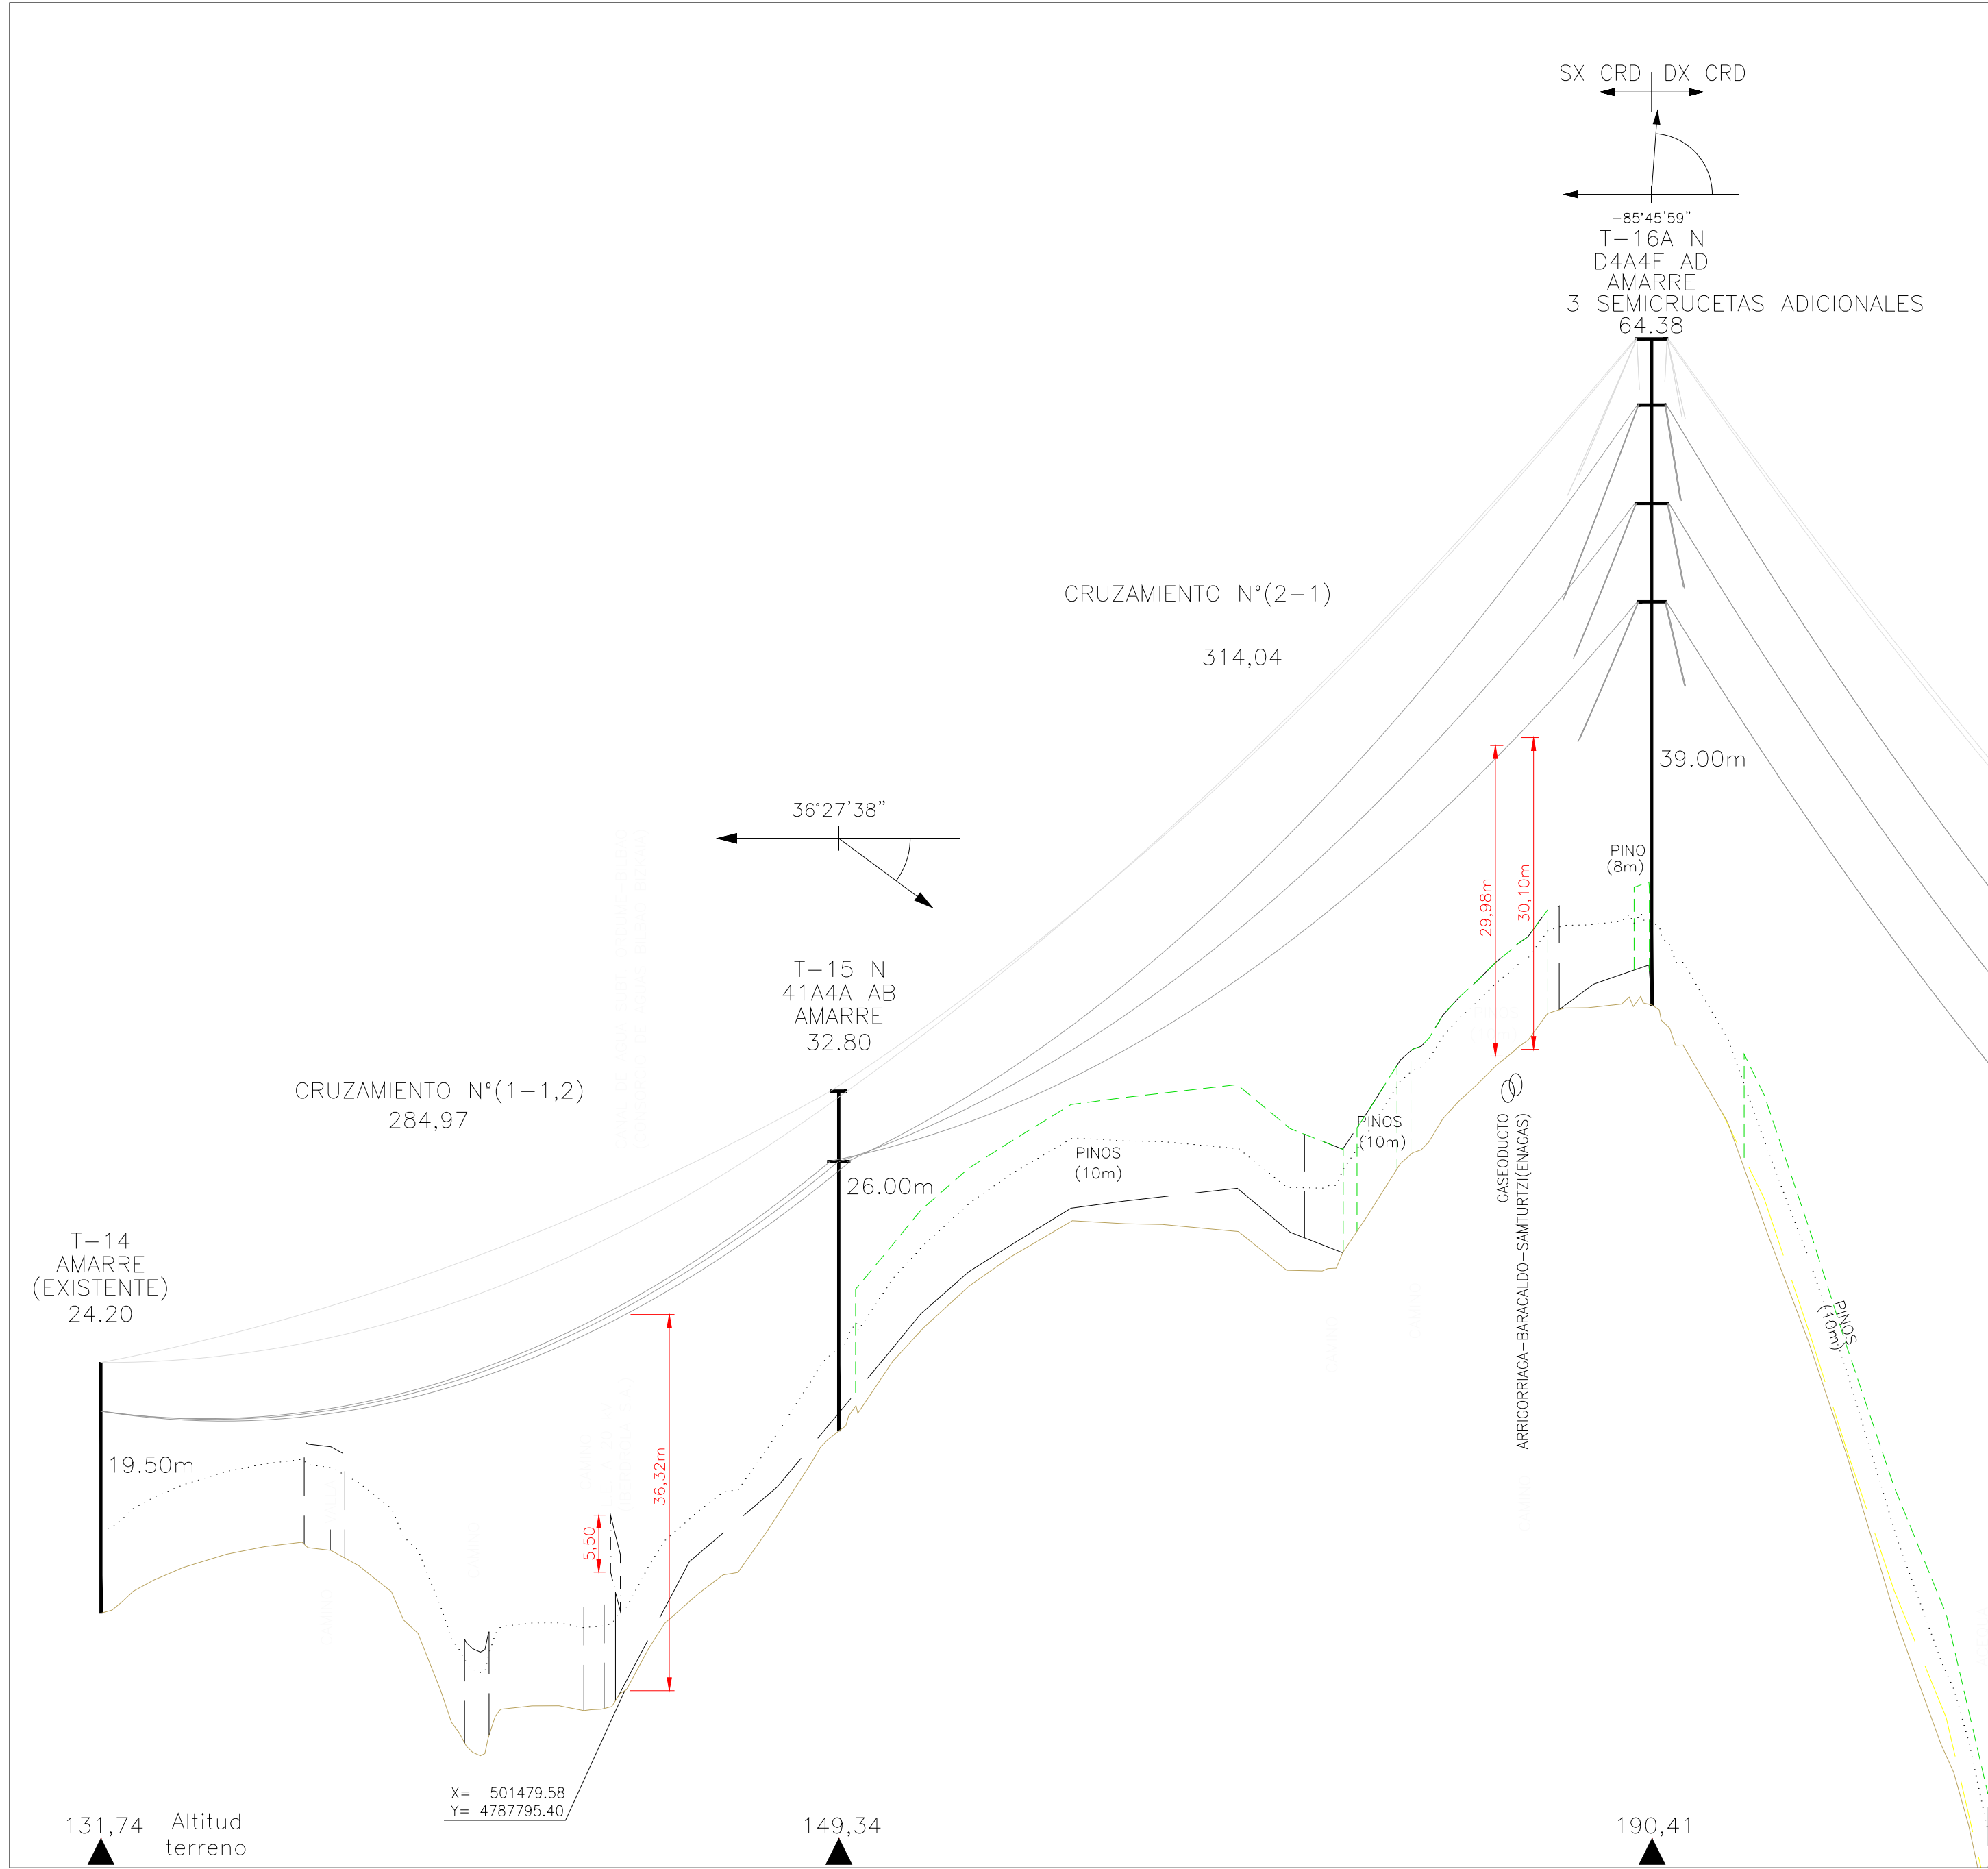 SX CRD DX CRD
-85°45'59"
T-16A N
D4A4F AD
AMARRE
3 SEMICRUCETAS ADICIONALES
64.38
CRUZAMIENTO N°(2-1)
314,04
39.00m
36°27'38"
PINO
(8m)
29,98m
30,10m
T-15 N
41A4A AB
AMARRE
32.80
CRUZAMIENTO N°(1-1,2)
284,97
26.00m
PINOS
(10m)
PINOS
(10m)
GASEODUCTO
ARRIGORRIAGA-BARACALDO-SAMTURTZI(ENAGAS)
T-14
AMARRE
(EXISTENTE)
24.20
19.50m
PINOS
(10m)
36,32m
5,50
X= 501479.58
Y= 4787795.40
131,74 Altitud
terreno
149,34
190,41